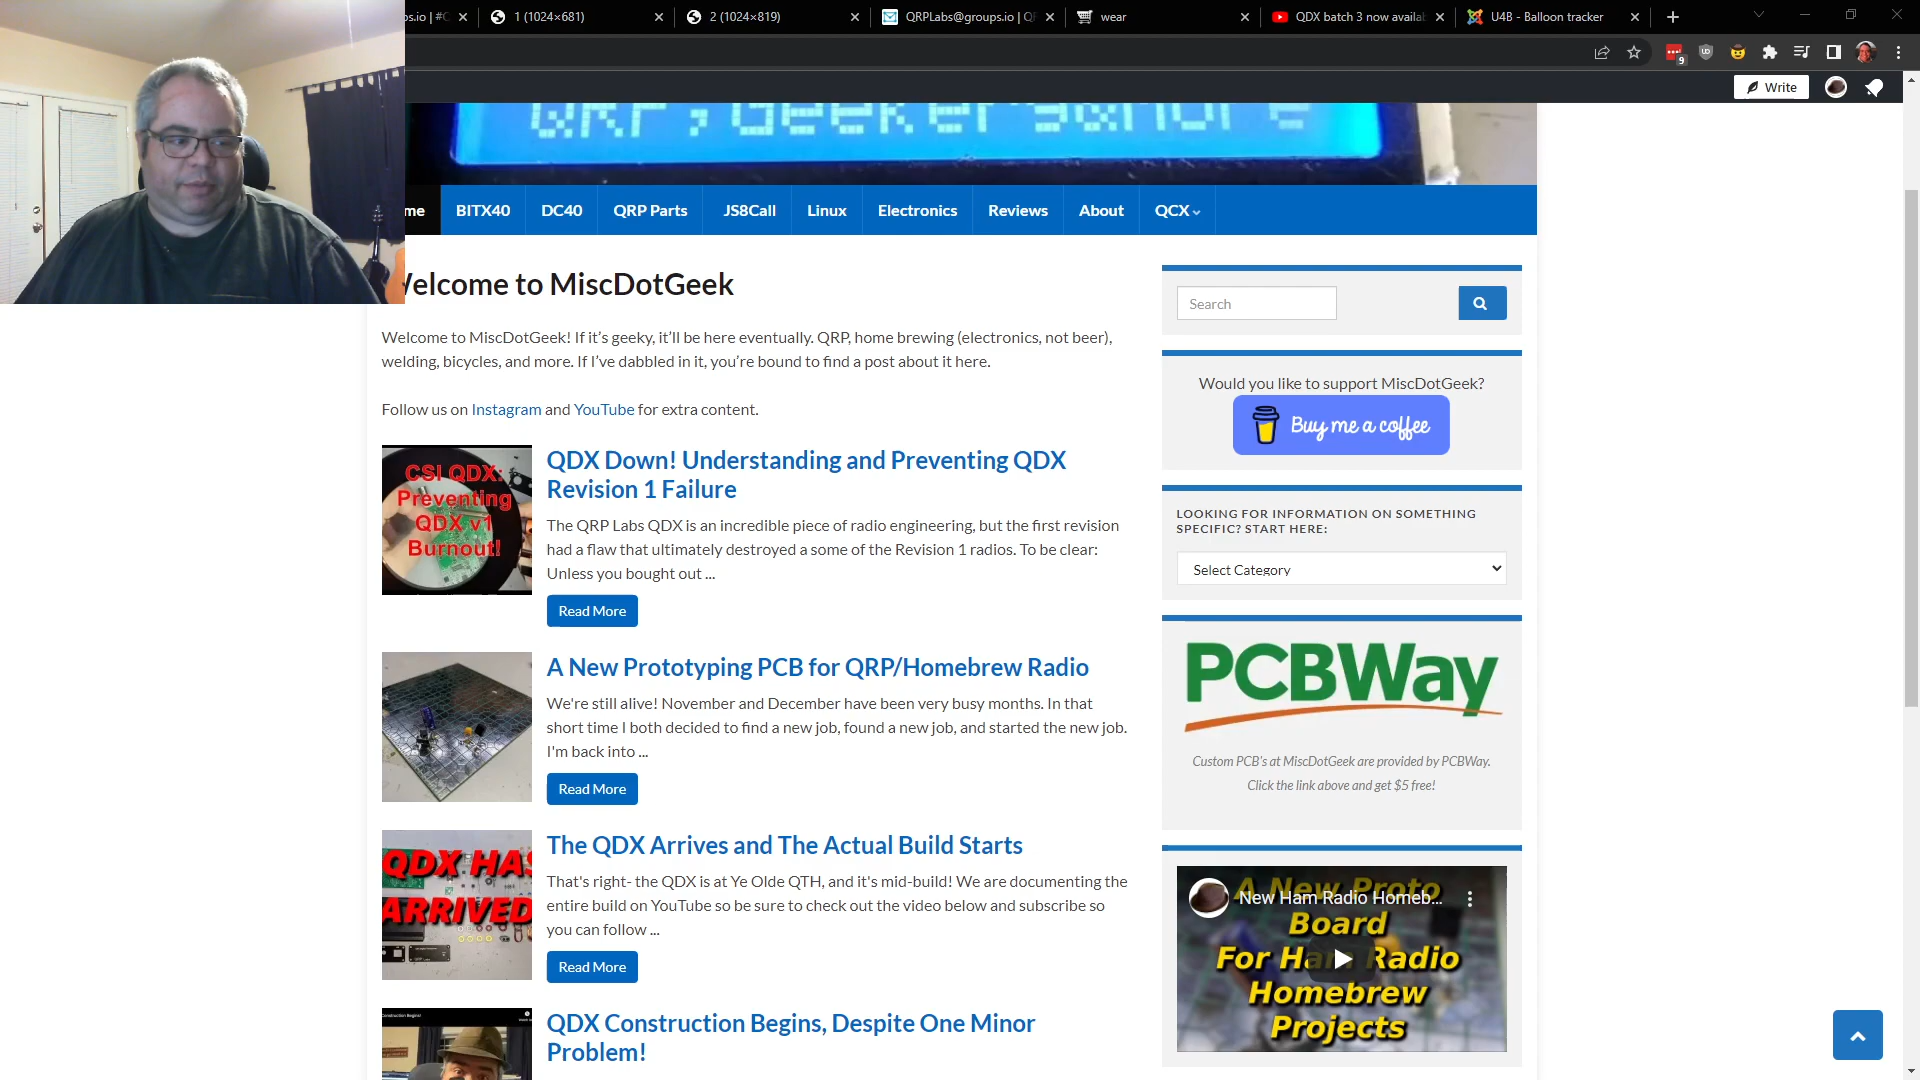 os.io | #C
1 (1024×681)
2 (1024×819)
QRPLabs@groups.io | Q
wear
QDX batch 3 now availa
U4B - Balloon tracker
9
Write
QRP, Geekery & More
me
BITX40
DC40
QRP Parts
JS8Call
Linux
Electronics
Reviews
About
QCX
Welcome to MiscDotGeek
Welcome to MiscDotGeek! If it’s geeky, it’ll be here eventually. QRP, home brewing (electronics, not beer),
welding, bicycles, and more. If I’ve dabbled in it, you’re bound to find a post about it here.
Follow us on Instagram and YouTube for extra content.
CSI QDX:
Preventing
QDX v1
Burnout!
QDX Down! Understanding and Preventing QDX
Revision 1 Failure
The QRP Labs QDX is an incredible piece of radio engineering, but the first revision
had a flaw that ultimately destroyed a some of the Revision 1 radios. To be clear:
Unless you bought out ...
Read More
A New Prototyping PCB for QRP/Homebrew Radio
We're still alive! November and December have been very busy months. In that
short time I both decided to find a new job, found a new job, and started the new job.
I'm back into ...
Read More
QDX HAS
ARRIVED
The QDX Arrives and The Actual Build Starts
That's right- the QDX is at Ye Olde QTH, and it's mid-build! We are documenting the
entire build on YouTube so be sure to check out the video below and subscribe so
you can follow ...
Read More
QDX Construction Begins, Despite One Minor
Problem!
Search
Would you like to support MiscDotGeek?
Buy me a coffee
LOOKING FOR INFORMATION ON SOMETHING
SPECIFIC? START HERE:
Select Category
PCBWay
Custom PCB's at MiscDotGeek are provided by PCBWay.
Click the link above and get $5 free!
New Ham Radio Homeb...
A New Proto
Board
For Ham Radio
Homebrew
Projects